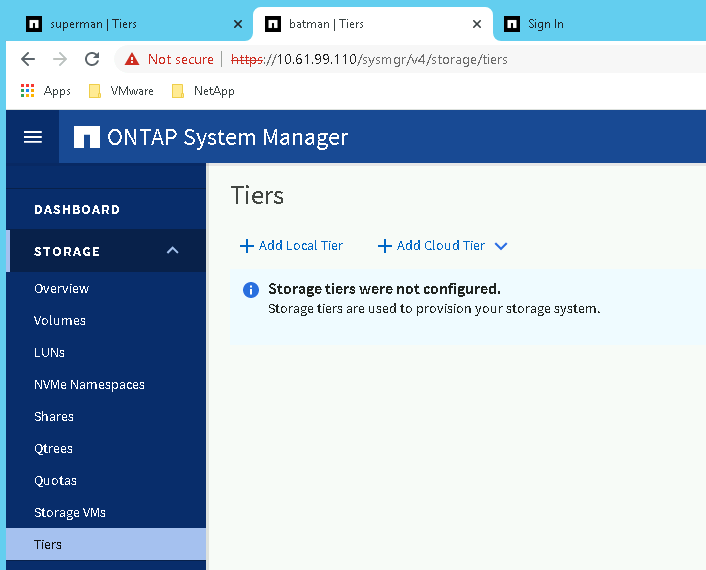 superman | Tiers
batman | Tiers
Sign In
Not secure | https://10.61.99.110/sysmgr/v4/storage/tiers
Apps
VMware
NetApp
ONTAP System Manager
DASHBOARD
STORAGE
Overview
Volumes
LUNs
NVMe Namespaces
Shares
Qtrees
Quotas
Storage VMs
Tiers
Tiers
Add Local Tier
Add Cloud Tier
Storage tiers were not configured.
Storage tiers are used to provision your storage system.